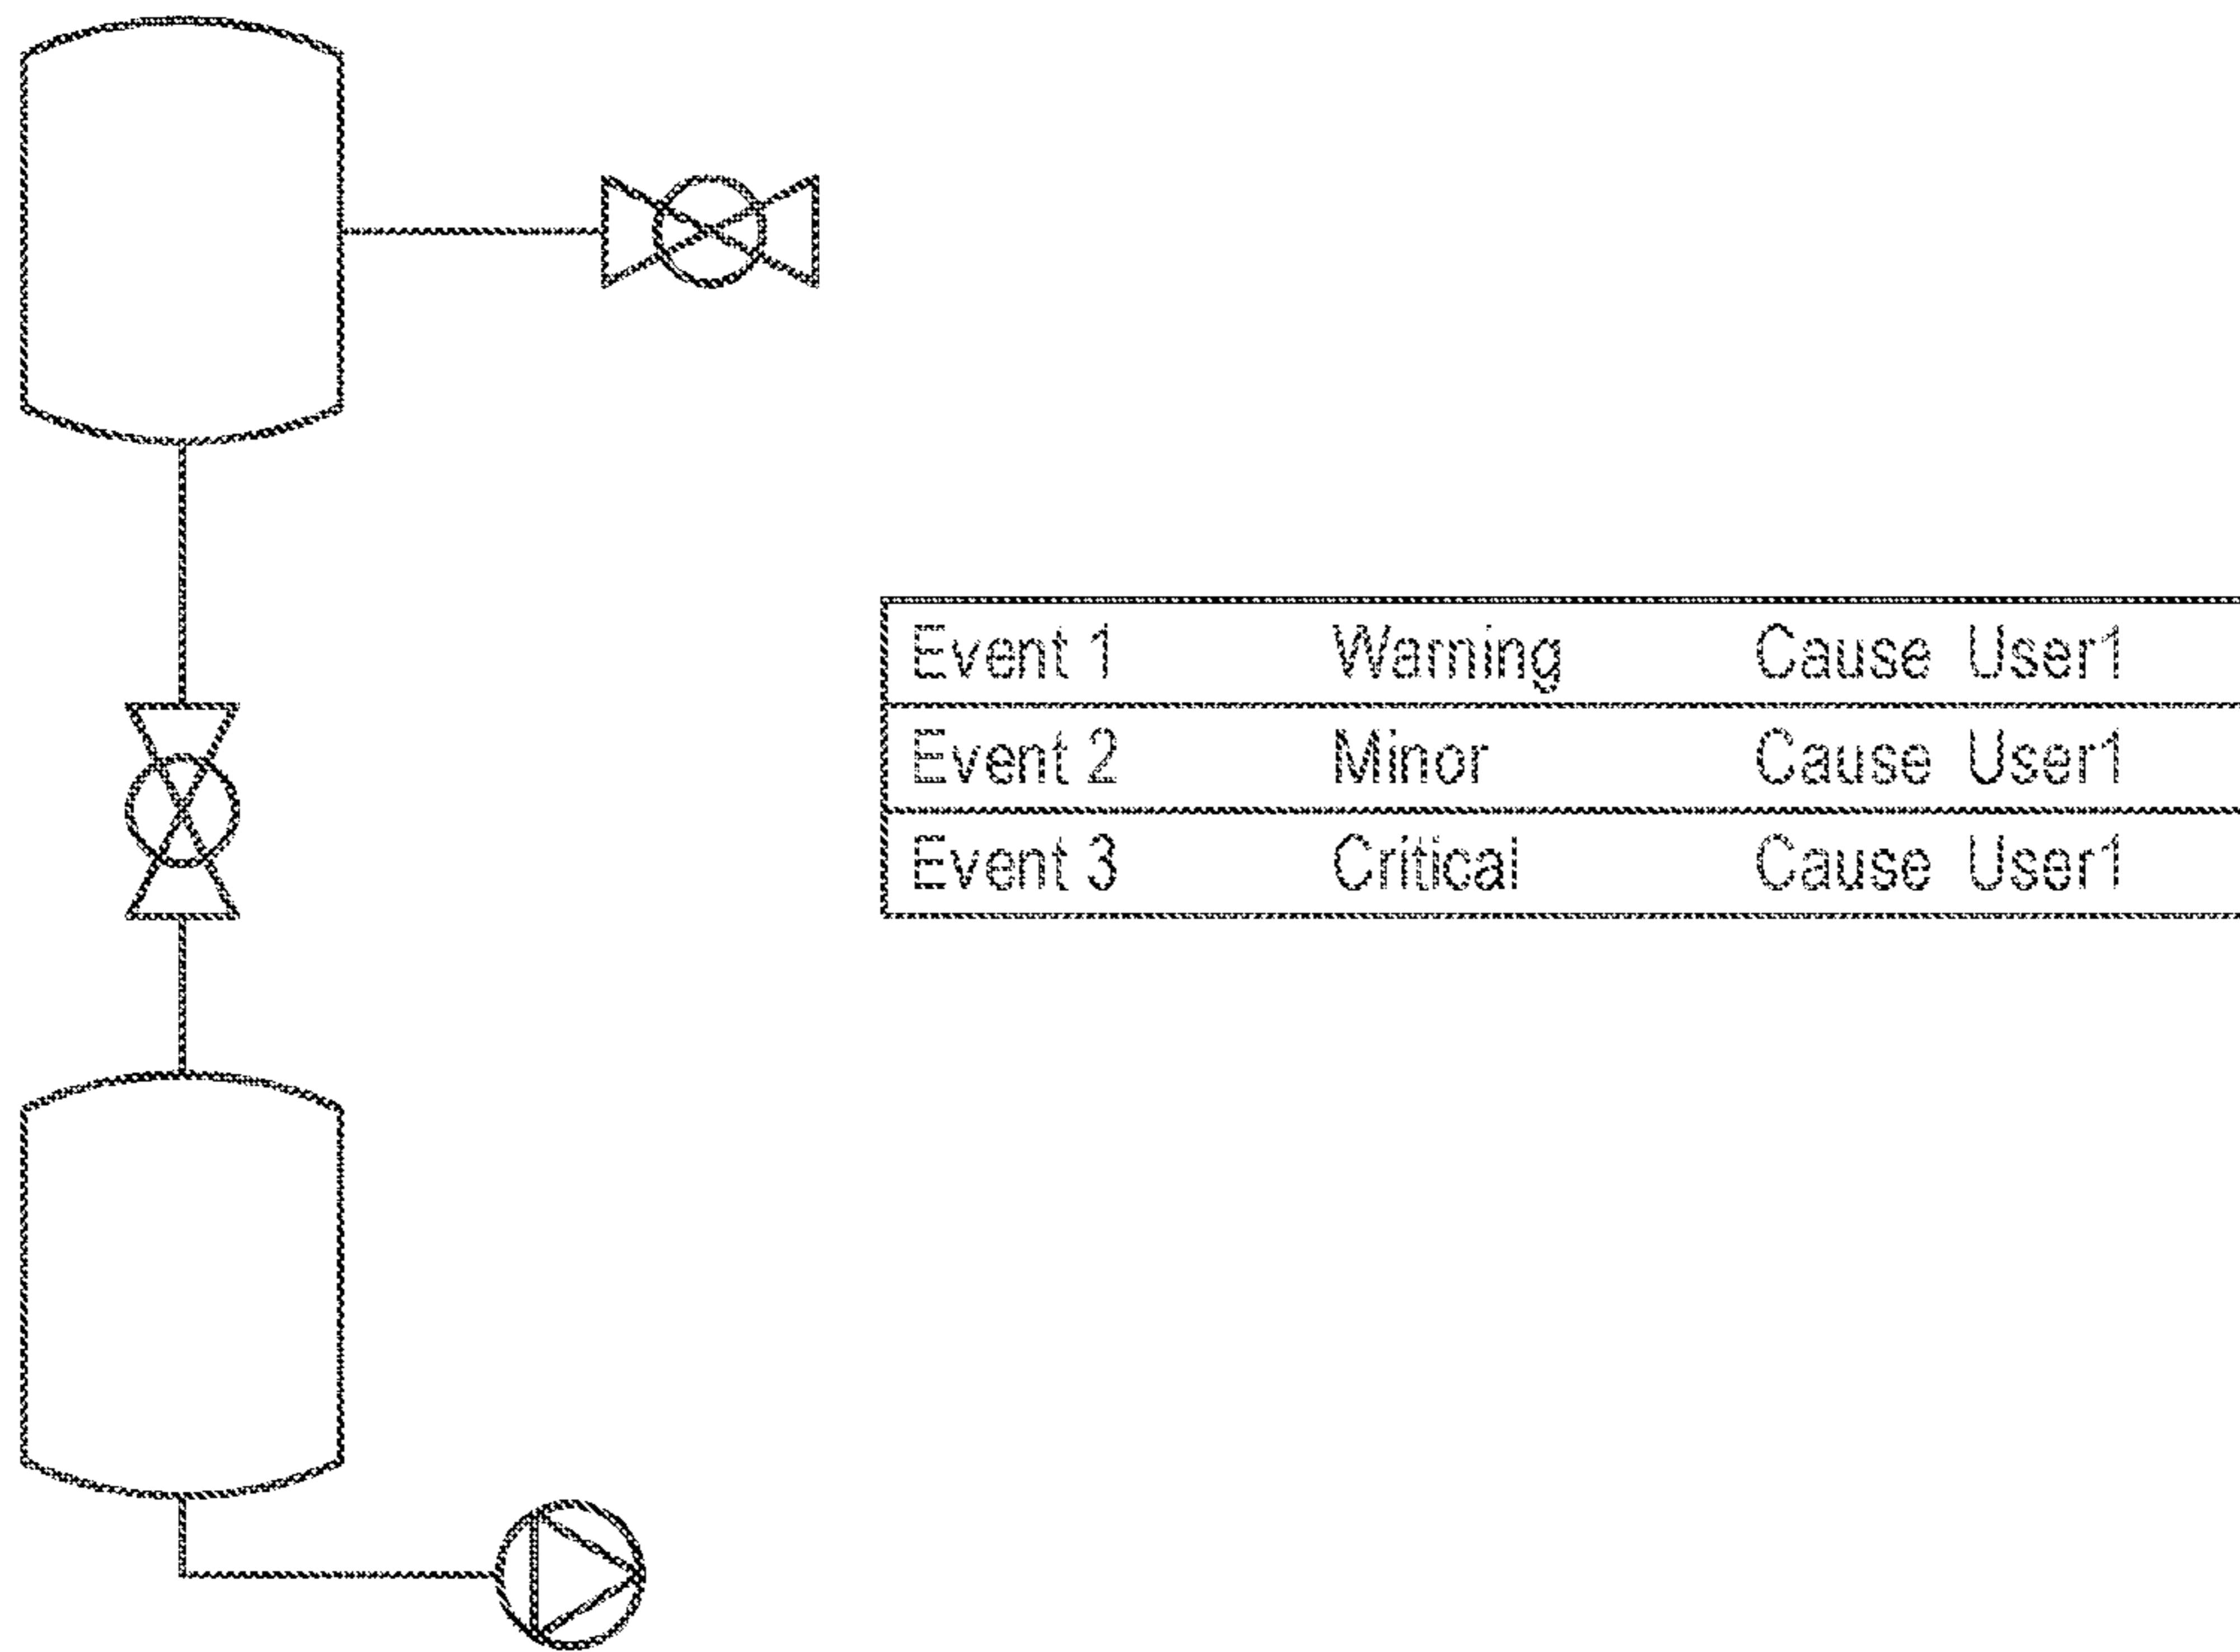 Event 1 Warning Cause User1
Event 2 Minor Cause User1
Event 3 Critical Cause User1